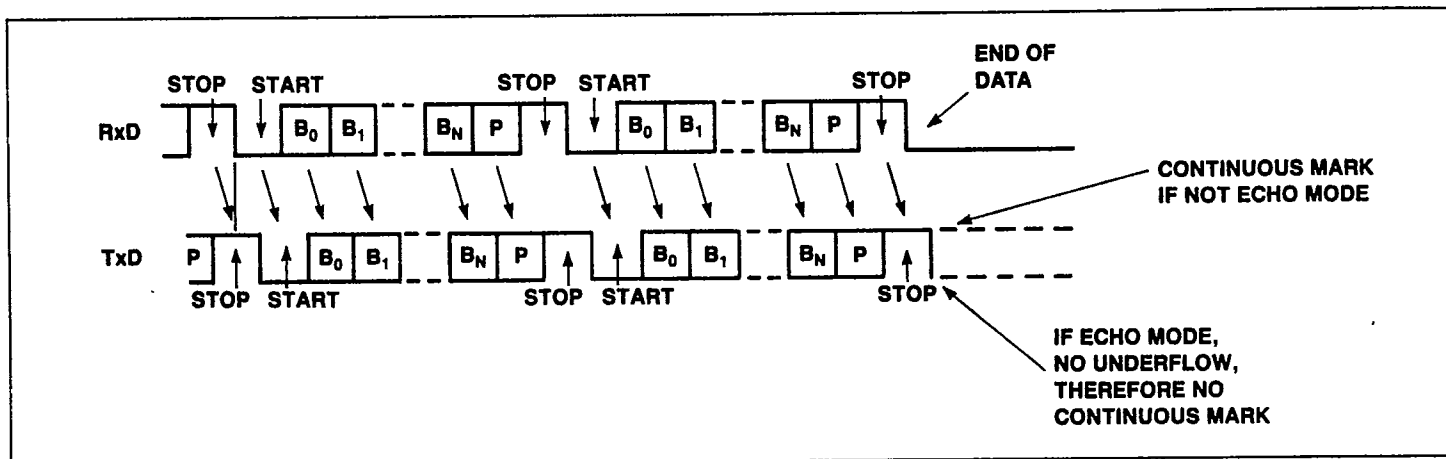 END OF
DATA
STOP START STOP START STOP
RxD B0 B1 BN P B0 B1 BN P
CONTINUOUS MARK
IF NOT ECHO MODE
TxD P B0 B1 BN P B0 B1 BN P
STOP START STOP START STOP
IF ECHO MODE,
NO UNDERFLOW,
THEREFORE NO
CONTINUOUS MARK